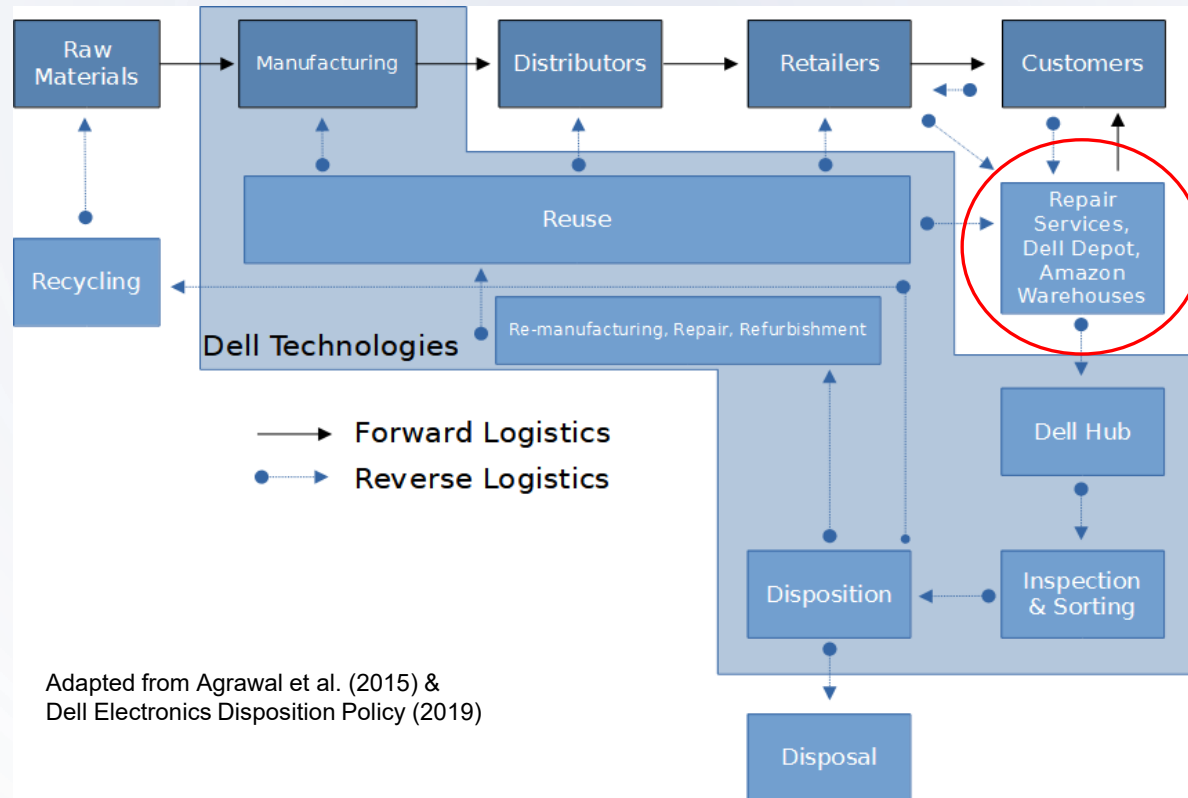 Raw
Materials
Manufacturing
Distributors
Retailers
Customers
Reuse
Repair
Services,
Dell Depot,
Amazon
Warehouses
Recycling
Re-manufacturing, Repair, Refurbishment
Dell Technologies
Forward Logistics
Reverse Logistics
Dell Hub
Disposition
Inspection
& Sorting
Adapted from Agrawal et al. (2015) &
Dell Electronics Disposition Policy (2019)
Disposal